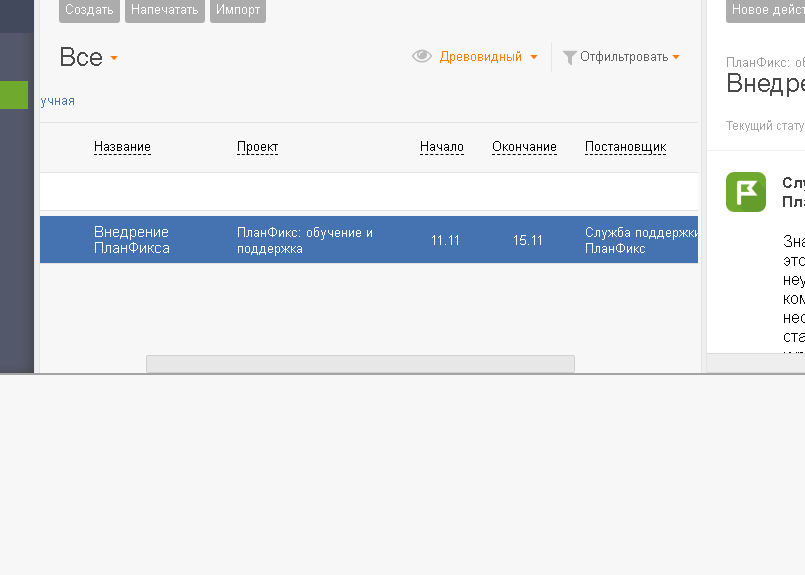 Создать Напечатать Импорт
Все
Древовидный Отфильтровать
учная
Название Проект Начало Окончание Постановщик
Внедрение ПланФикс: обучение и 11.11 15.11 Служба поддержки
ПланФикса поддержка ПланФикс
Новое дейст
ПланФикс: об
Внедре
Текущий стату
Слу
Пла
Зна
это
неу
ком
нес
ста